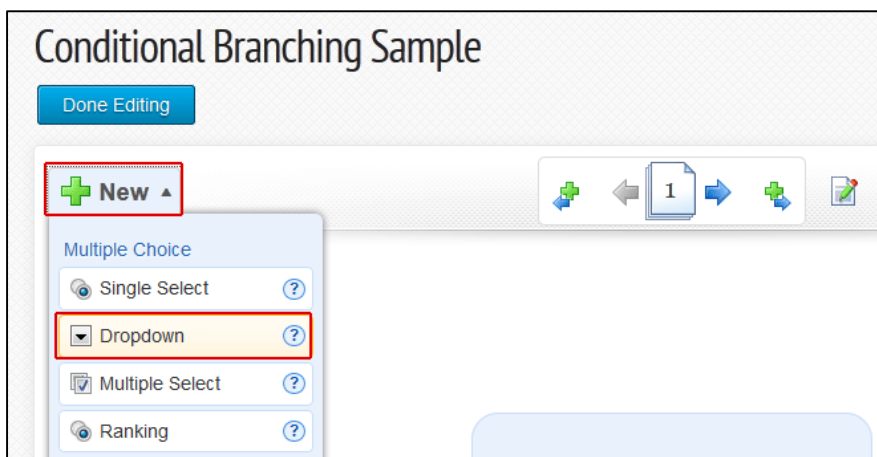 Conditional Branching Sample
Done Editing
New
1
Multiple Choice
Single Select ?
Dropdown ?
Multiple Select ?
Ranking ?